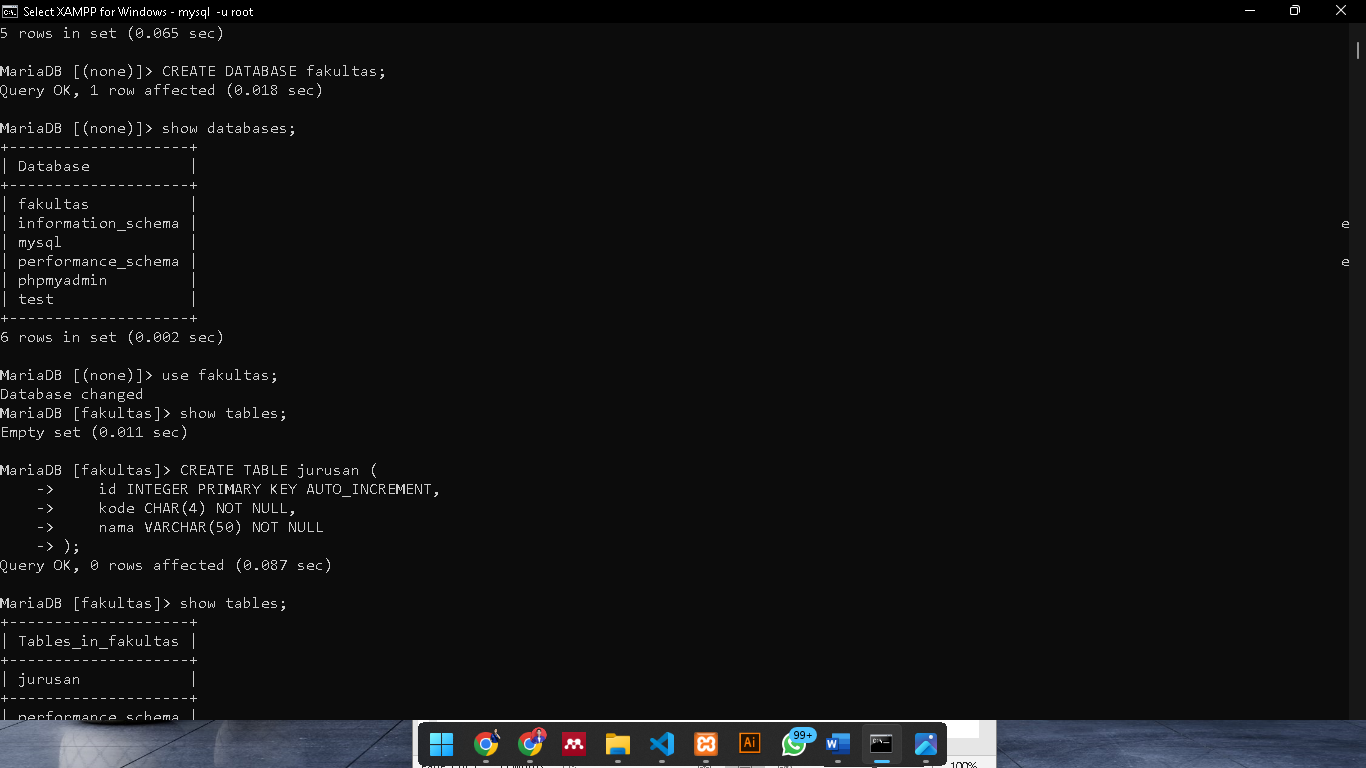 Select XAMPP for Windows - mysql -u root
5 rows in set (0.065 sec)
MariaDB [(none)]> CREATE DATABASE fakultas;
Query OK, 1 row affected (0.018 sec)
MariaDB [(none)]> show databases;
+--------------------+
| Database           |
+--------------------+
| fakultas           |
| information_schema |
e
| mysql              |
| performance_schema |
e
| phpmyadmin         |
| test               |
+--------------------+
6 rows in set (0.002 sec)
MariaDB [(none)]> use fakultas;
Database changed
MariaDB [fakultas]> show tables;
Empty set (0.011 sec)
MariaDB [fakultas]> CREATE TABLE jurusan (
    ->     id INTEGER PRIMARY KEY AUTO_INCREMENT,
    ->     kode CHAR(4) NOT NULL,
    ->     nama VARCHAR(50) NOT NULL
    -> );
Query OK, 0 rows affected (0.087 sec)
MariaDB [fakultas]> show tables;
+--------------------+
| Tables_in_fakultas |
+--------------------+
| jurusan            |
+--------------------+
| performance_schema |
Ai
99+
100%